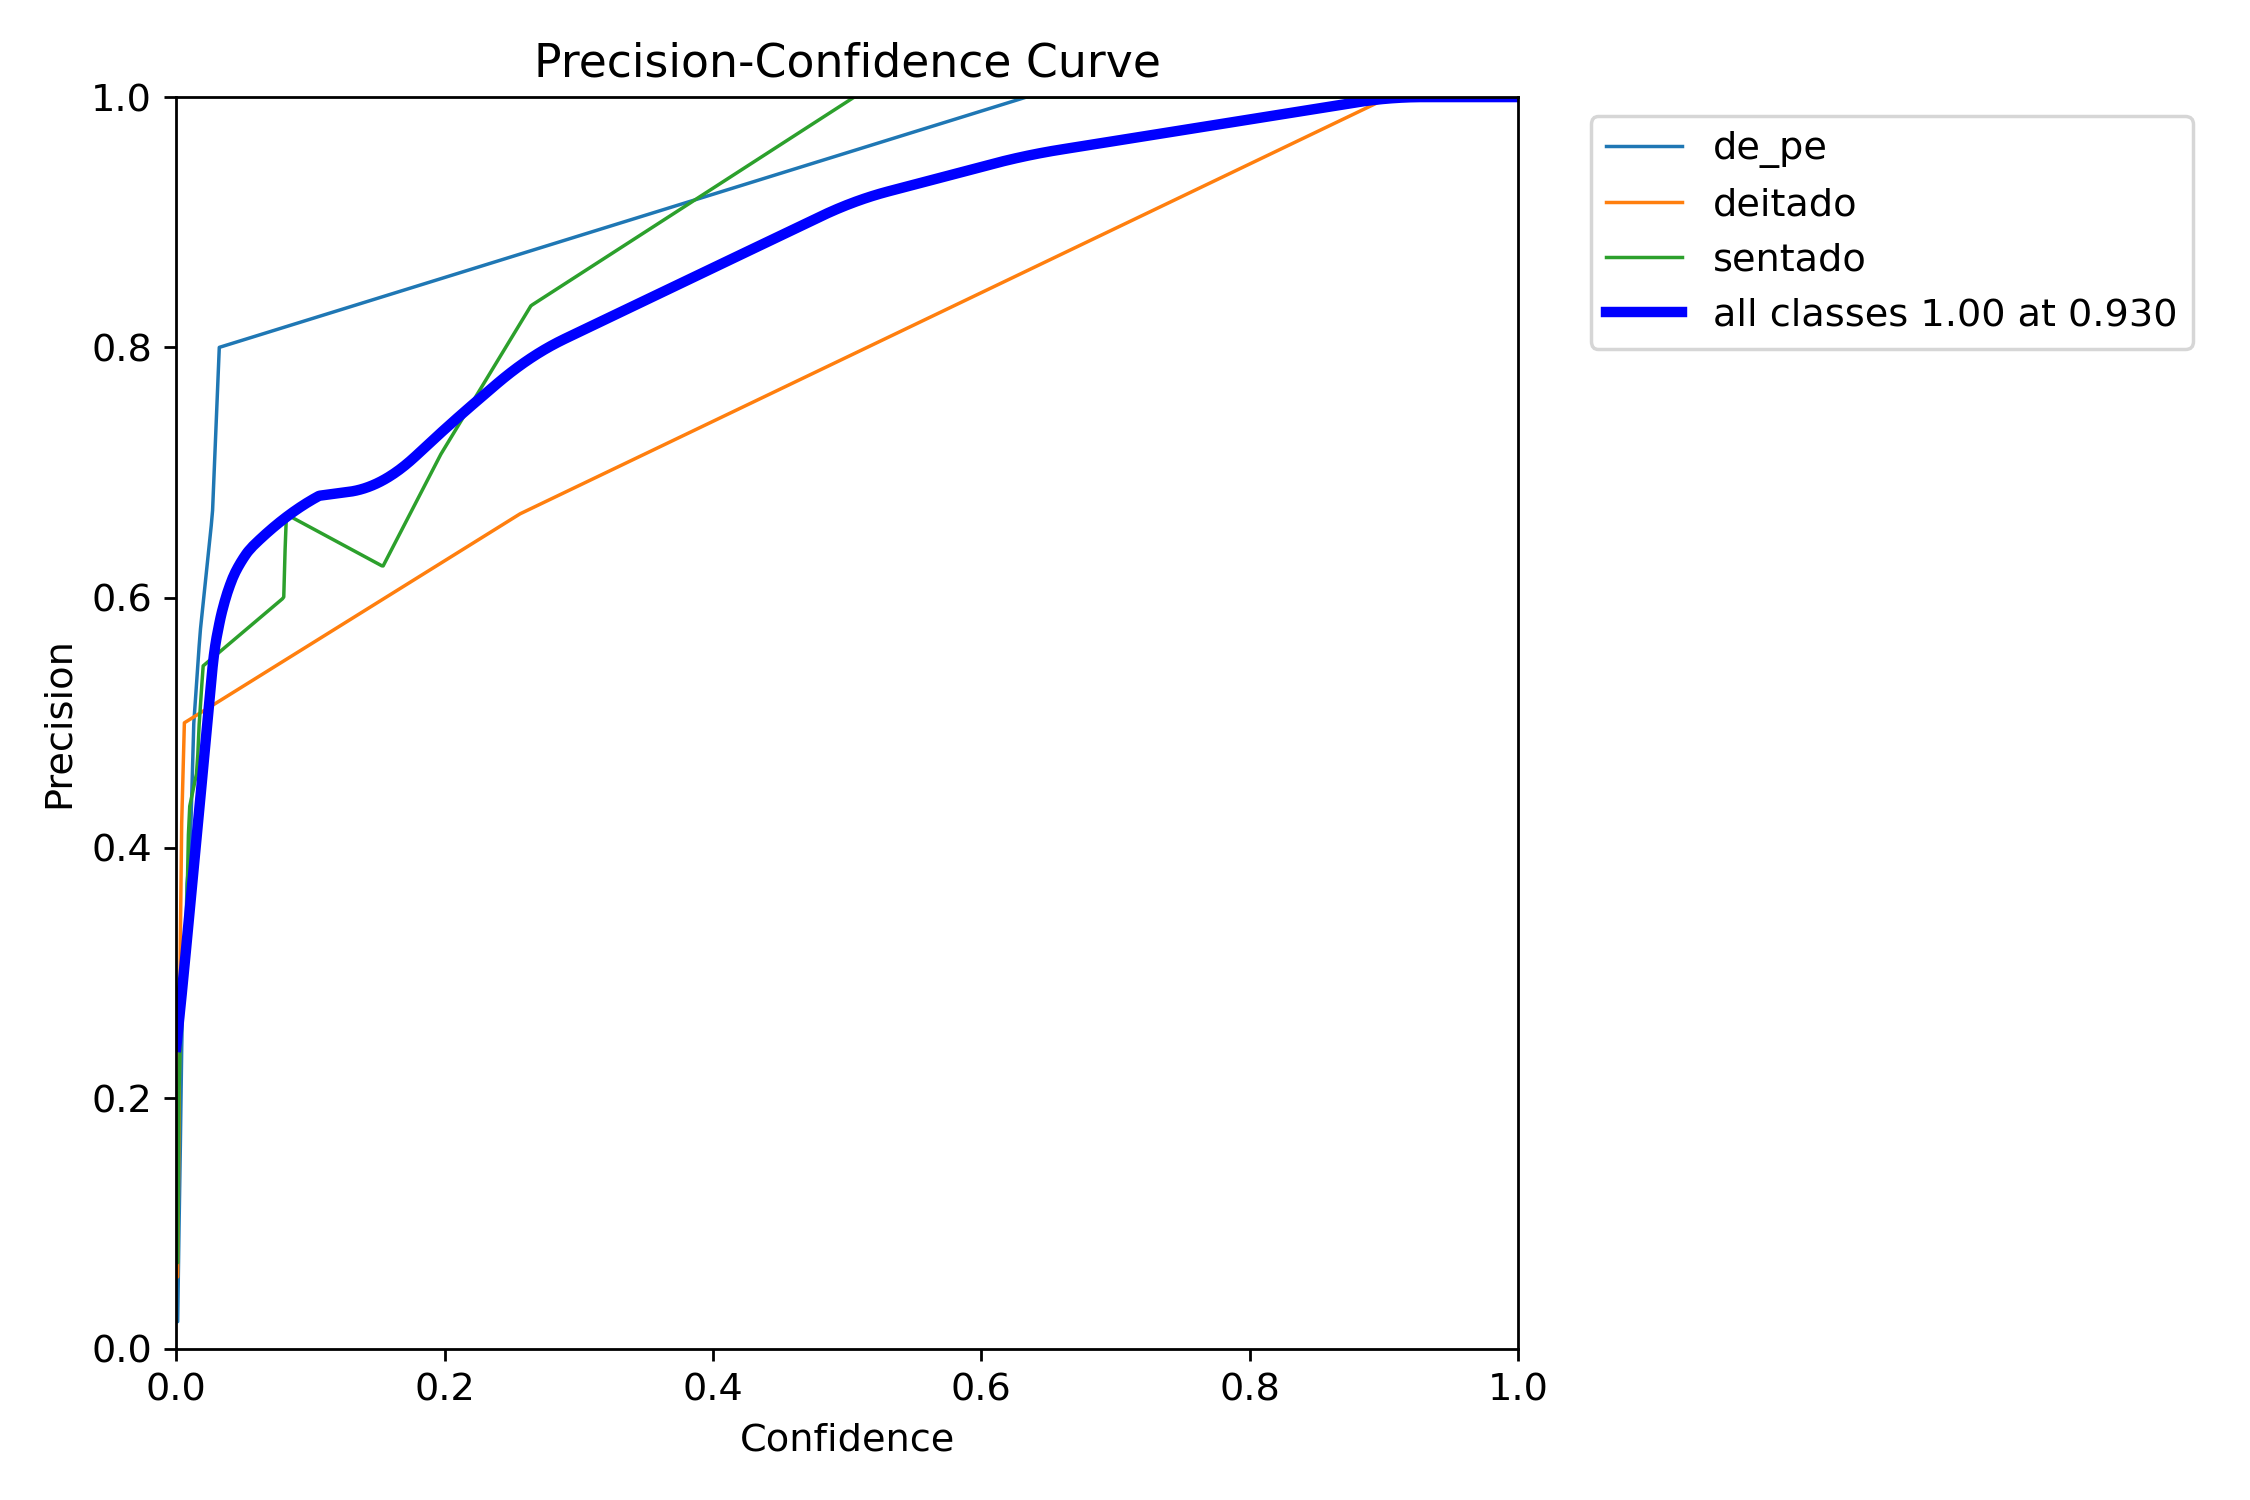 Precision-Confidence Curve
1.0
0.8
0.6
0.4
0.2
0.0
Precision
0.0 0.2 0.4 0.6 0.8 1.0
Confidence
de_pe
deitado
sentado
all classes 1.00 at 0.930